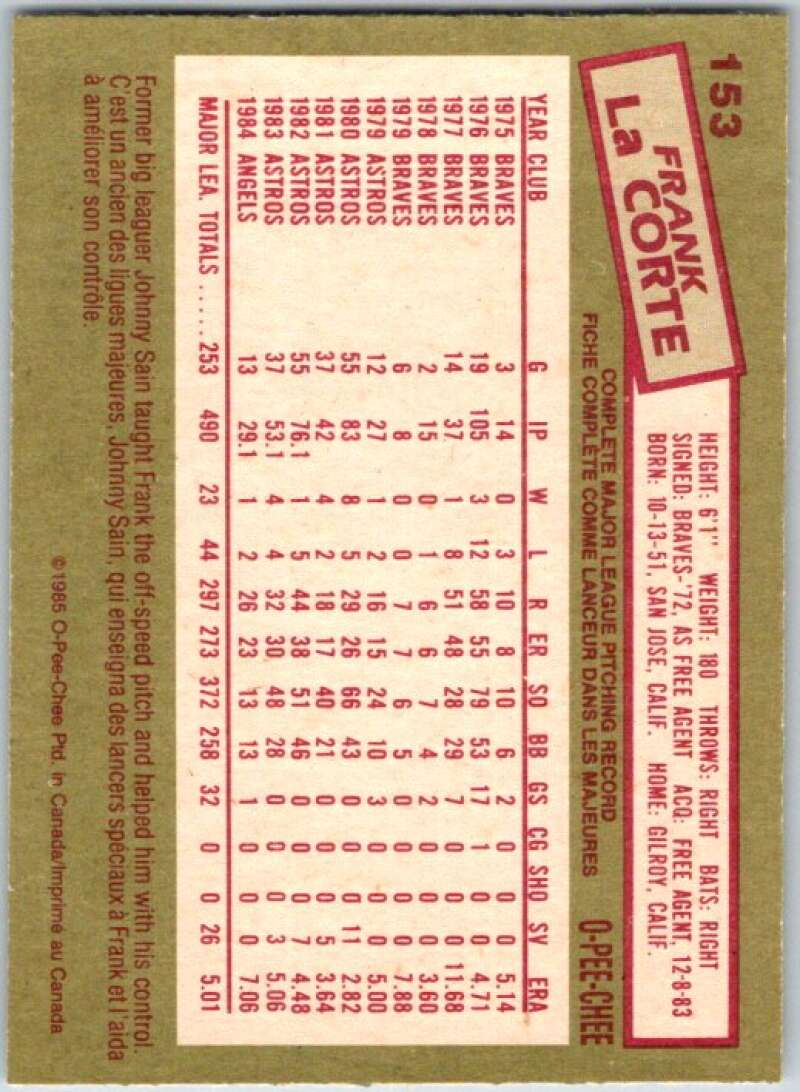 153
FRANK
La CORTE
HEIGHT: 6'1" WEIGHT: 180 THROWS: RIGHT BATS: RIGHT
SIGNED: BRAVES-'72, AS FREE AGENT ACQ: FREE AGENT, 12-8-83
BORN: 10-13-51, SAN JOSE, CALIF. HOME: GILROY, CALIF.
COMPLETE MAJOR LEAGUE PITCHING RECORD
FICHE COMPLÈTE COMME LANCEUR DANS LES MAJEURES
O-PEE-CHEE
YEAR CLUB G IP W L R ER SO BB GS CG SHO SV ERA
1975 BRAVES 3 14 0 3 10 8 10 6 2 0 0 0 5.14
1976 BRAVES 19 105 3 12 58 55 79 53 17 1 0 0 4.71
1977 BRAVES 14 37 1 8 51 48 28 29 7 0 0 0 11.68
1978 BRAVES 2 15 0 1 6 6 7 4 2 0 0 0 3.60
1979 BRAVES 6 8 0 0 7 7 6 5 0 0 0 0 7.88
1979 ASTROS 12 27 1 2 16 15 24 10 3 0 0 0 5.00
1980 ASTROS 55 83 8 5 29 26 66 43 0 0 0 11 2.82
1981 ASTROS 37 42 4 2 18 17 40 21 0 0 0 5 3.64
1982 ASTROS 55 76.1 1 5 44 38 51 46 0 0 0 7 4.48
1983 ASTROS 37 53.1 4 4 32 30 48 28 0 0 0 3 5.06
1984 ANGELS 13 29.1 1 2 26 23 13 13 1 0 0 0 7.06
MAJOR LEA. TOTALS ..... 253 490 23 44 297 273 372 258 32 0 0 26 5.01
Former big leaguer Johnny Sain taught Frank the off-speed pitch and helped him with his control.
C'est un ancien des ligues majeures, Johnny Sain, qui enseigna des lancers spéciaux à Frank et l'aida
à améliorer son contrôle.
©1985 O-Pee-Chee Ptd. in Canada/Imprimé au Canada